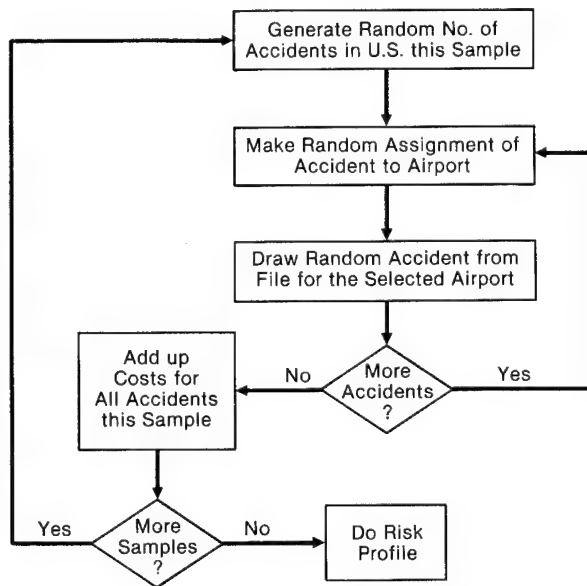 Generate Random No. of
Accidents in U.S. this Sample
Make Random Assignment of
Accident to Airport
Draw Random Accident from
File for the Selected Airport
More
Accidents
?
No
Yes
Add up
Costs for
All Accidents
this Sample
More
Samples
?
Yes
No
Do Risk
Profile